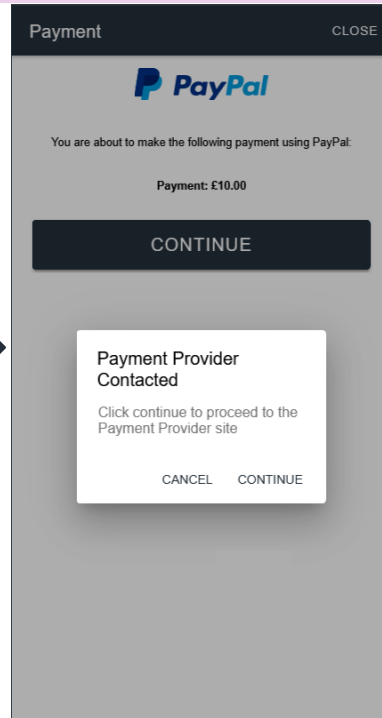 Payment
CLOSE
PayPal
You are about to make the following payment using PayPal:
Payment: £10.00
CONTINUE
Payment Provider
Contacted
Click continue to proceed to the
Payment Provider site
CANCEL CONTINUE